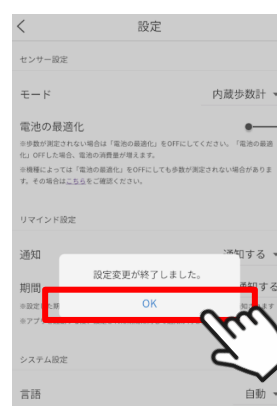 設定
センサー設定
モード
内蔵歩数計
電池の最適化
※歩数が測定されない場合は「電池の最適化」をOFFにしてください。「電池の最適
化」OFFした場合、電池の消費量が増えます。
※機種によっては「電池の最適化」をOFFにしても歩数が測定されない場合がありま
す。その場合はこちらをご確認ください。
リマインド設定
通知
通知する
設定変更が終了しました。
期間
通知する
OK
※設定
システム設定
言語
自動